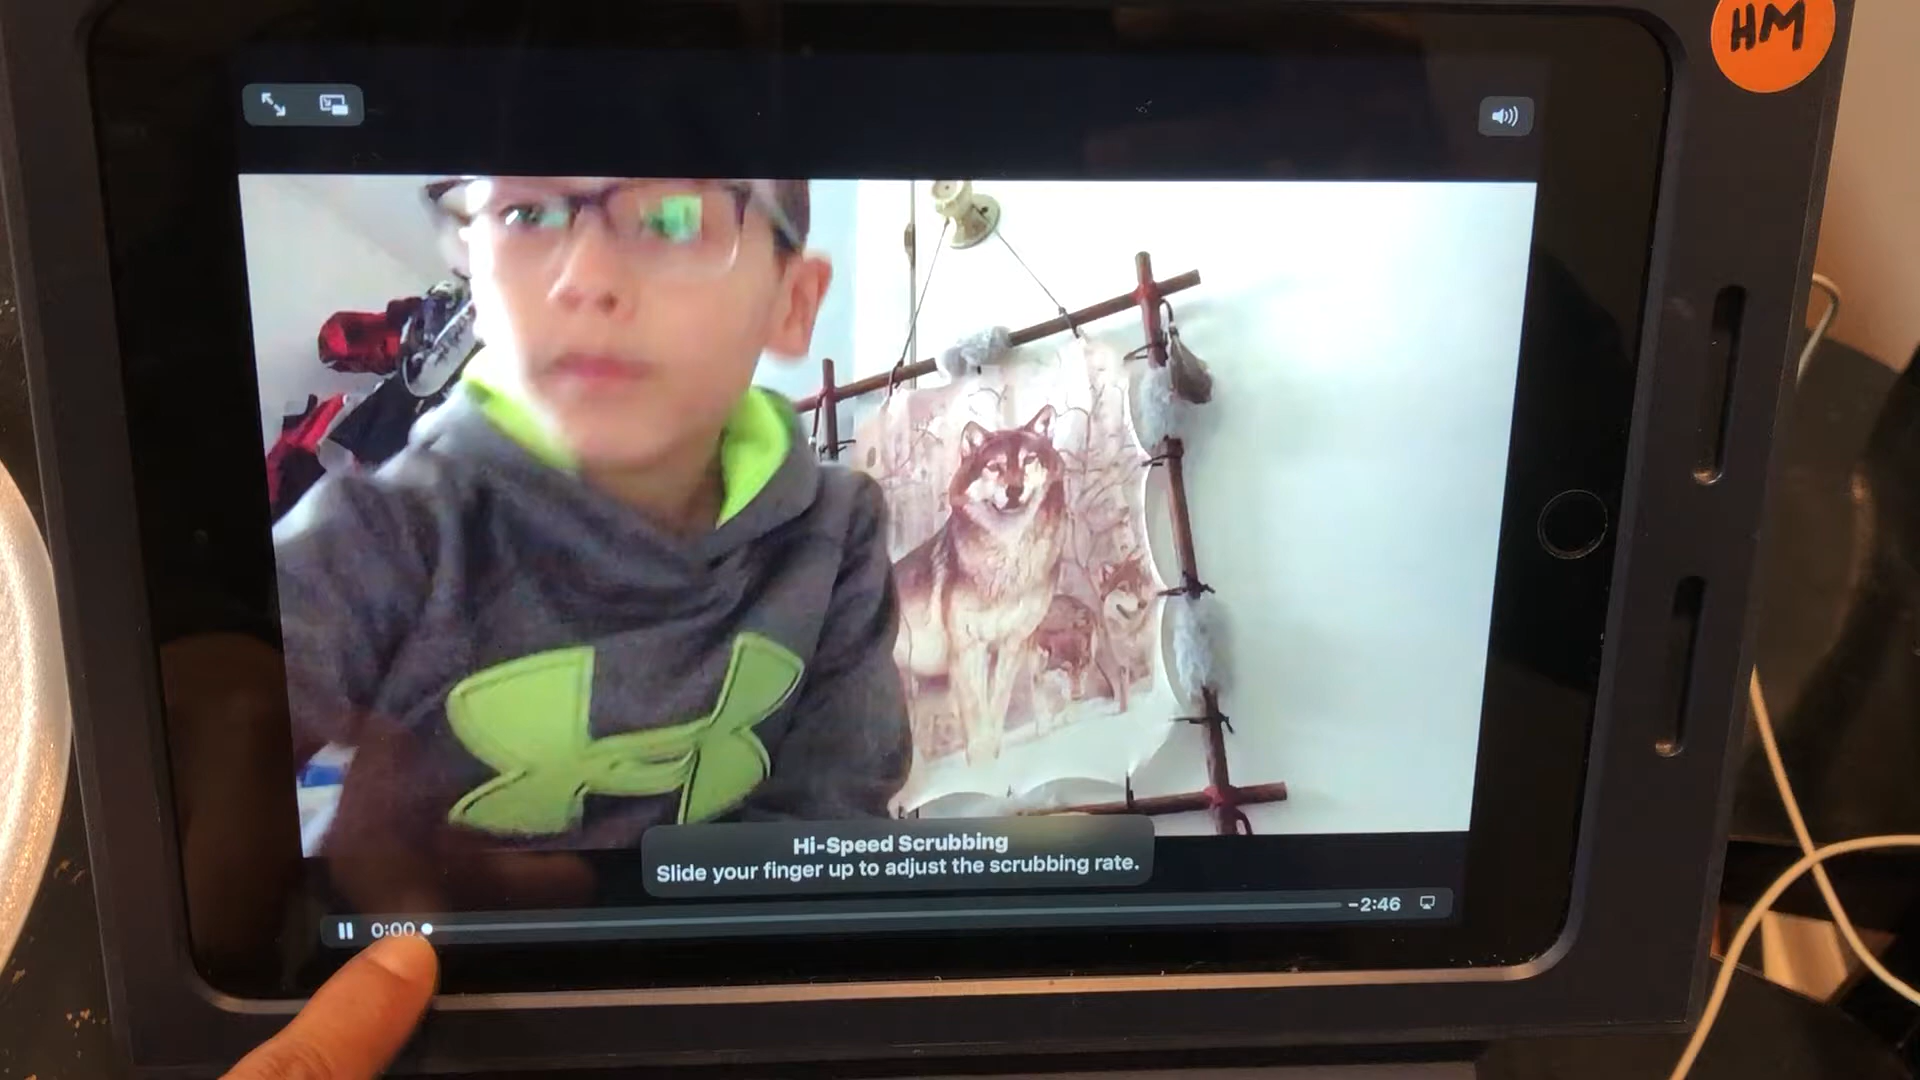 HM
Hi-Speed Scrubbing
Slide your finger up to adjust the scrubbing rate.
0:00
-2:46